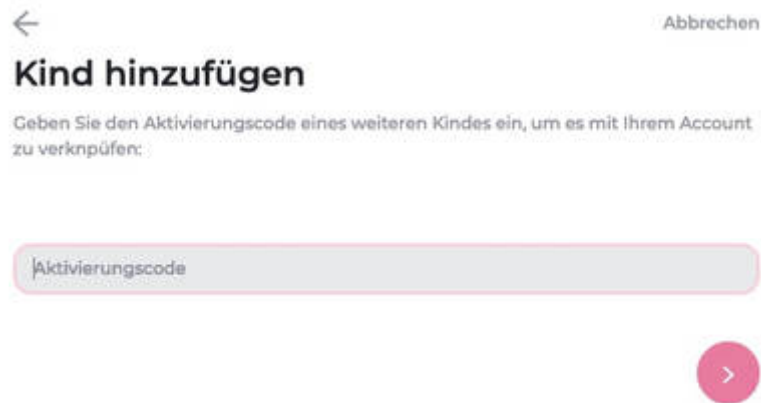 Abbrechen
Kind hinzufügen
Geben Sie den Aktivierungscode eines weiteren Kindes ein, um es mit Ihrem Account
zu verknpüfen:
Aktivierungscode